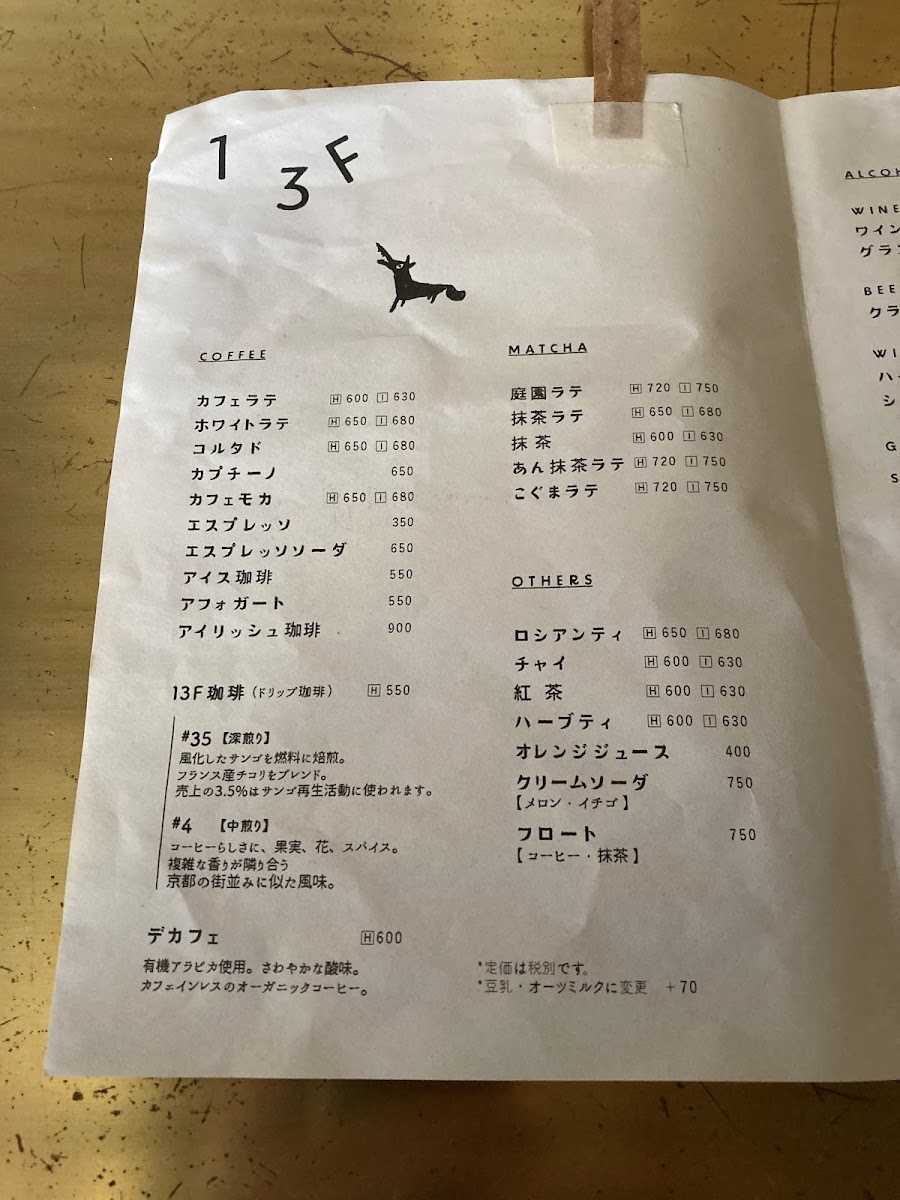 13F
COFFEE
カフェラテ H 600 I 630
ホワイトラテ H 650 I 680
コルタド H 650 I 680
カプチーノ 650
カフェモカ H 650 I 680
エスプレッソ 350
エスプレッソソーダ 650
アイス珈琲 550
アフォガート 550
アイリッシュ珈琲 900
13F珈琲（ドリップ珈琲） H 550
#35【深煎り】
風化したサンゴを燃料に焙煎。
フランス産チコリをブレンド。
売上の3.5%はサンゴ再生活動に使われます。
#4 【中煎り】
コーヒーらしさに、果実、花、スパイス。
複雑な香りが隣り合う
京都の街並みに似た風味。
デカフェ H600
有機アラビカ使用。さわやかな酸味。
カフェインレスのオーガニックコーヒー。
MATCHA
庭園ラテ H 720 I 750
抹茶ラテ H 650 I 680
抹茶 H 600 I 630
あん抹茶ラテ H 720 I 750
こぐまラテ H 720 I 750
OTHERS
ロシアンティ H 650 I 680
チャイ H 600 I 630
紅茶 H 600 I 630
ハーブティ H 600 I 630
オレンジジュース 400
クリームソーダ 750
【メロン・イチゴ】
フロート 750
【コーヒー・抹茶】
*定価は税別です。
*豆乳・オーツミルクに変更 +70
ALCOH
WINE
ワイン
グラ
BEE
クラ
WI
ハ
シ
G
S